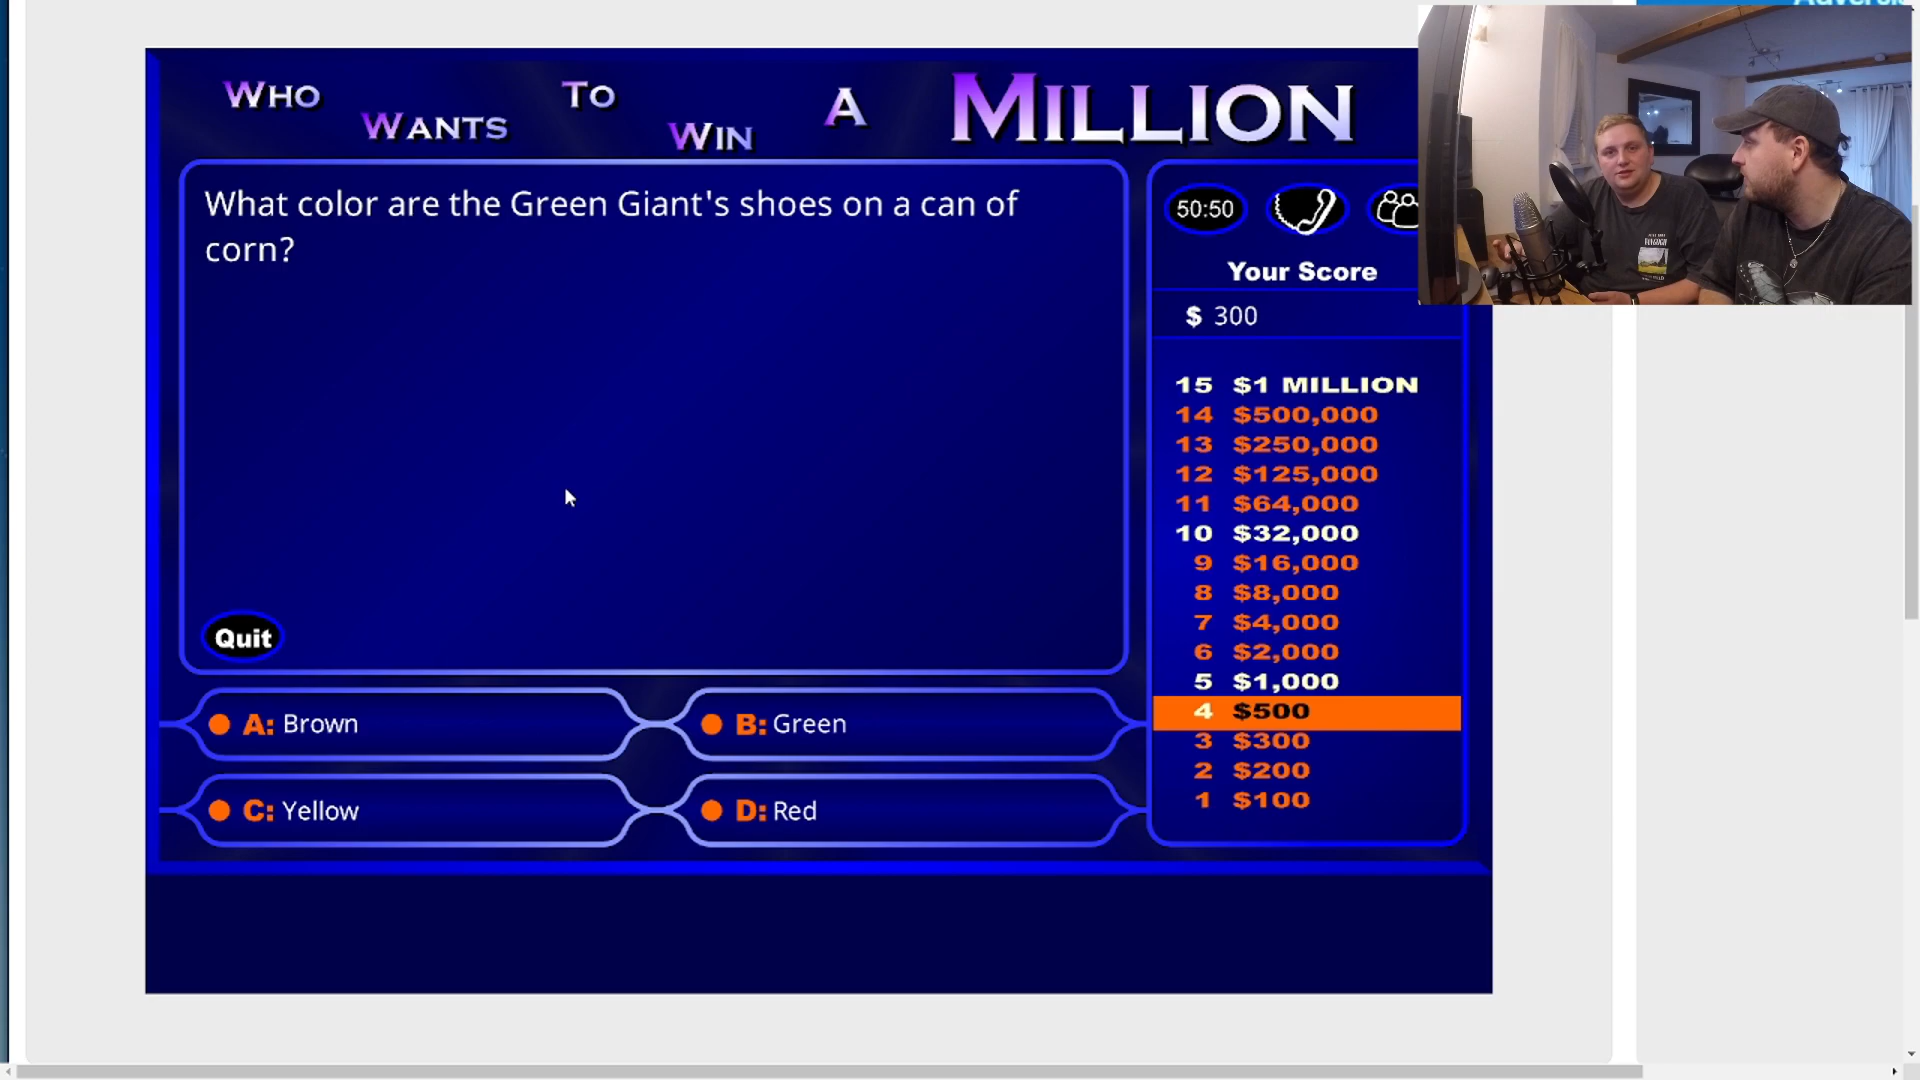 WHO WANTS TO WIN A MILLION
What color are the Green Giant's shoes on a can of
corn?
50:50
Your Score
$ 300
15 $1 MILLION
14 $500,000
13 $250,000
12 $125,000
11 $64,000
10 $32,000
9 $16,000
8 $8,000
7 $4,000
6 $2,000
5 $1,000
4 $500
3 $300
2 $200
1 $100
Quit
A: Brown
B: Green
C: Yellow
D: Red